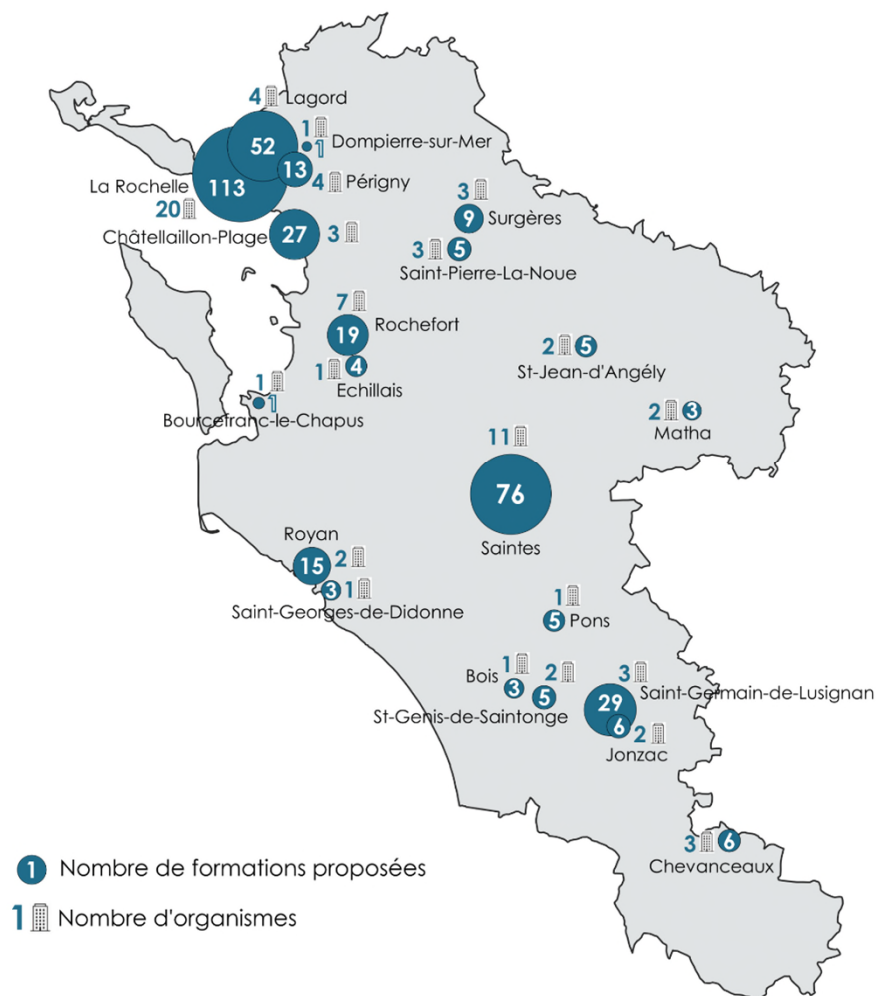 4 Lagord
1
52
1
Dompierre-sur-Mer
13
La Rochelle
113
4 Périgny
20
3
9 Surgères
Châtellaillon-Plage
27
3
3
5
Saint-Pierre-La-Noue
7
19
Rochefort
1
4
Echillais
2
5
St-Jean-d'Angély
1
1
Bourcefranc-le-Chapus
2
3
Matha
11
76
Saintes
Royan
15
2
3
1
Saint-Georges-de-Didonne
1
5 Pons
1
Bois
3
2
5
St-Genis-de-Saintonge
3
Saint-Germain-de-Lusignan
29
6
2
Jonzac
3
6
Chevanceaux
1 Nombre de formations proposées
1 Nombre d'organismes